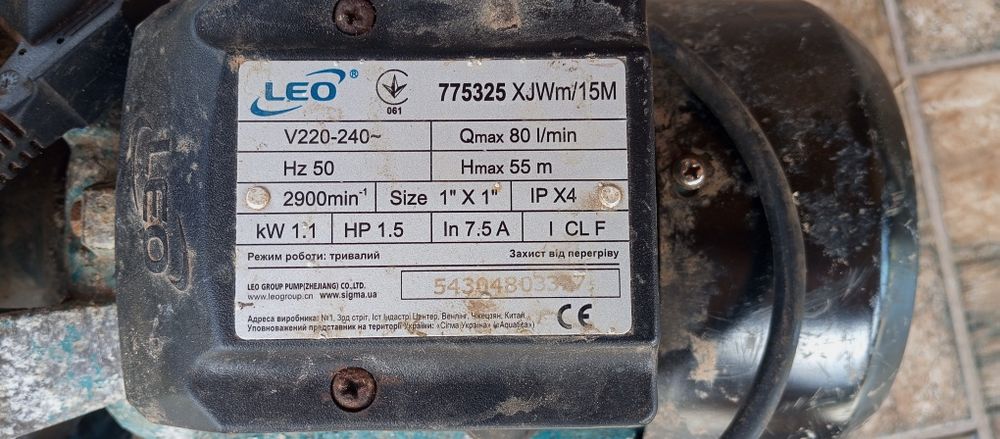 LEO
LEO ®
061
775325 XJWm/15M
V220-240~
Qmax 80 l/min
Hz 50
Hmax 55 m
2900min-1
Size 1" X 1"
IP X4
kW 1.1
HP 1.5
In 7.5 A
I CL F
Режим роботи: тривалий
Захист від перегріву
LEO GROUP PUMP(ZHEJIANG) CO.,LTD.
www.leogroup.cn www.sigma.ua
Адреса виробника: №1, 3рд стріт, Іст Індастрі Центер, Венлінг, Чжецзян, Китай
Уповноважений представник на території України: «Сігма Україна»
CE